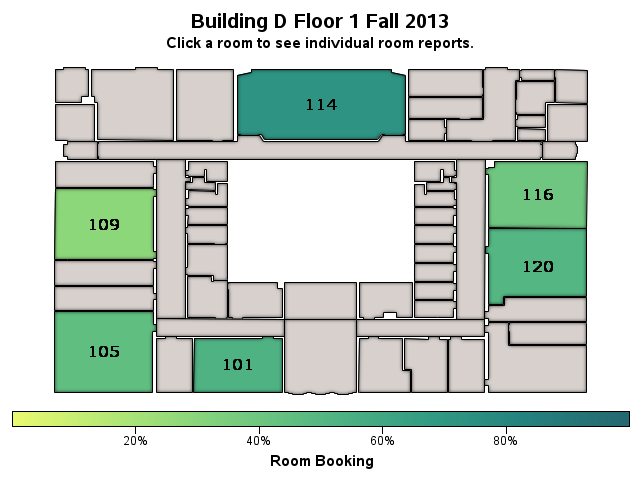 Building D Floor 1 Fall 2013
Click a room to see individual room reports.
114
116
109
120
105
101
20% 40% 60% 80%
Room Booking